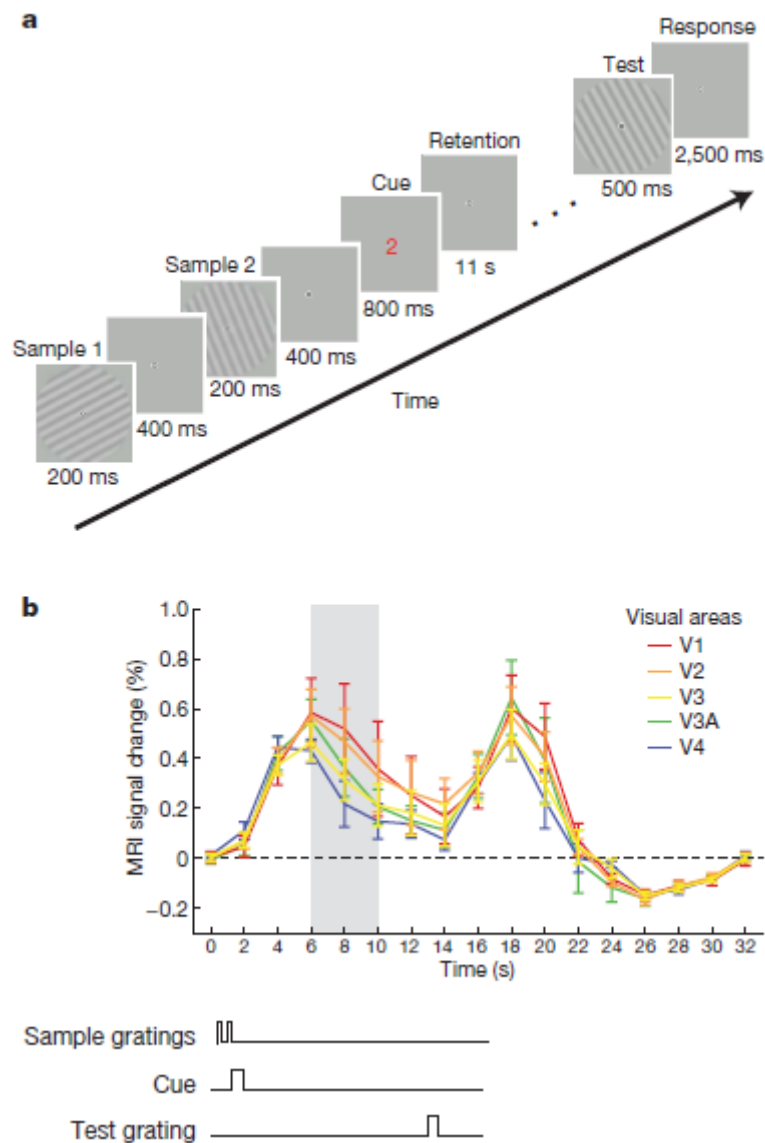 a
Response
Test
Retention
2,500 ms
Cue
500 ms
Sample 2
2
11 s
800 ms
Sample 1
400 ms
200 ms
Time
400 ms
200 ms
b
1.0
Visual areas
V1
0.8
V2
0.6
V3
V3A
0.4
V4
0.2
0
−0.2
MRI signal change (%)
0 2 4 6 8 10 12 14 16 18 20 22 24 26 28 30 32
Time (s)
Sample gratings
Cue
Test grating